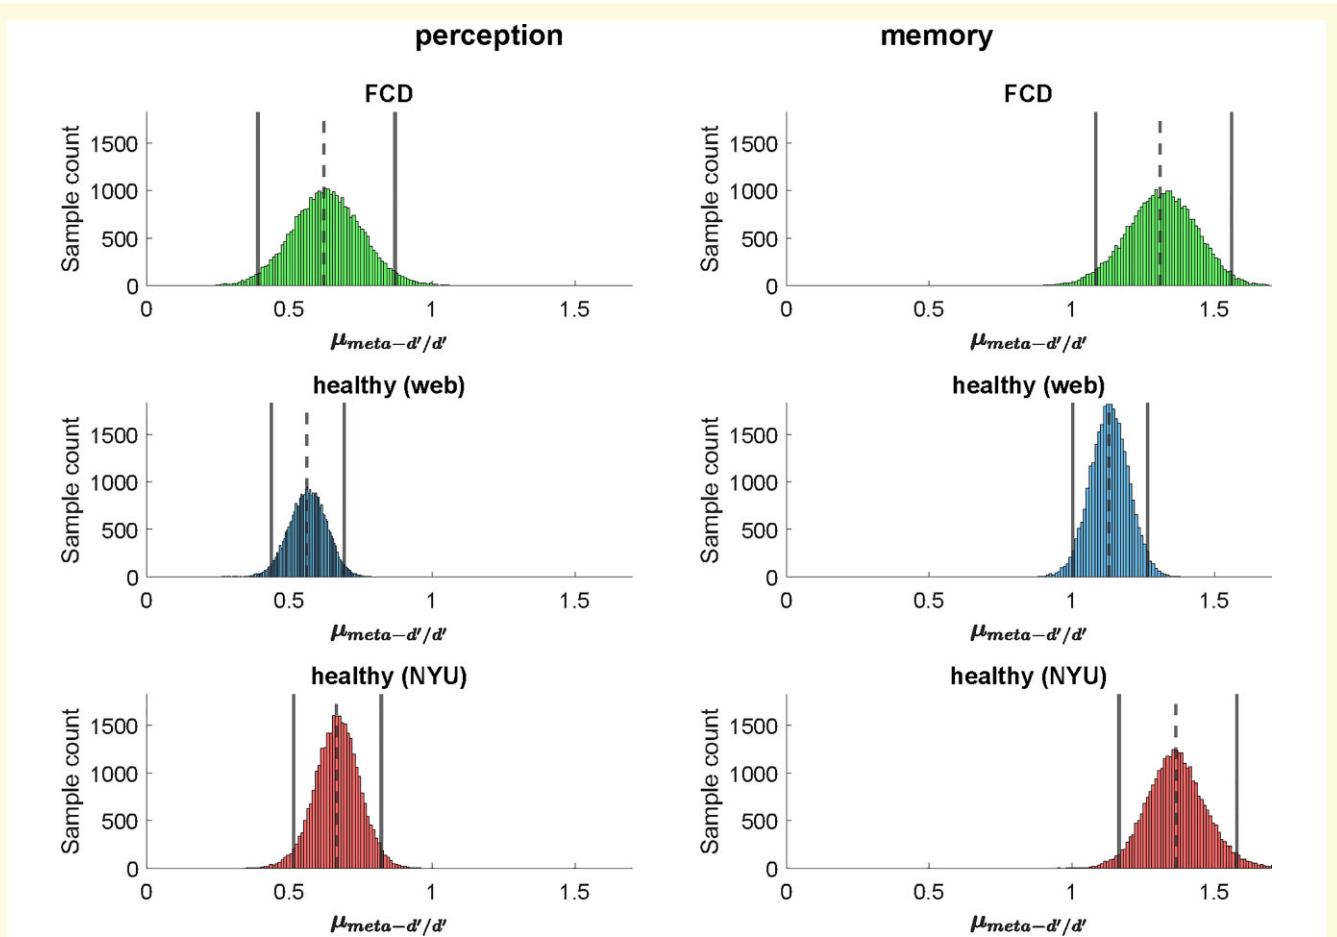 perception memory
FCD FCD
Sample count 1500 1000 500 0 Sample count 1500 1000 500 0
0 0.5 1 1.5 0 0.5 1 1.5
μmeta−d′/d′ μmeta−d′/d′
healthy (web) healthy (web)
Sample count 1500 1000 500 0 Sample count 1500 1000 500 0
0 0.5 1 1.5 0 0.5 1 1.5
μmeta−d′/d′ μmeta−d′/d′
healthy (NYU) healthy (NYU)
Sample count 1500 1000 500 0 Sample count 1500 1000 500 0
0 0.5 1 1.5 0 0.5 1 1.5
μmeta−d′/d′ μmeta−d′/d′